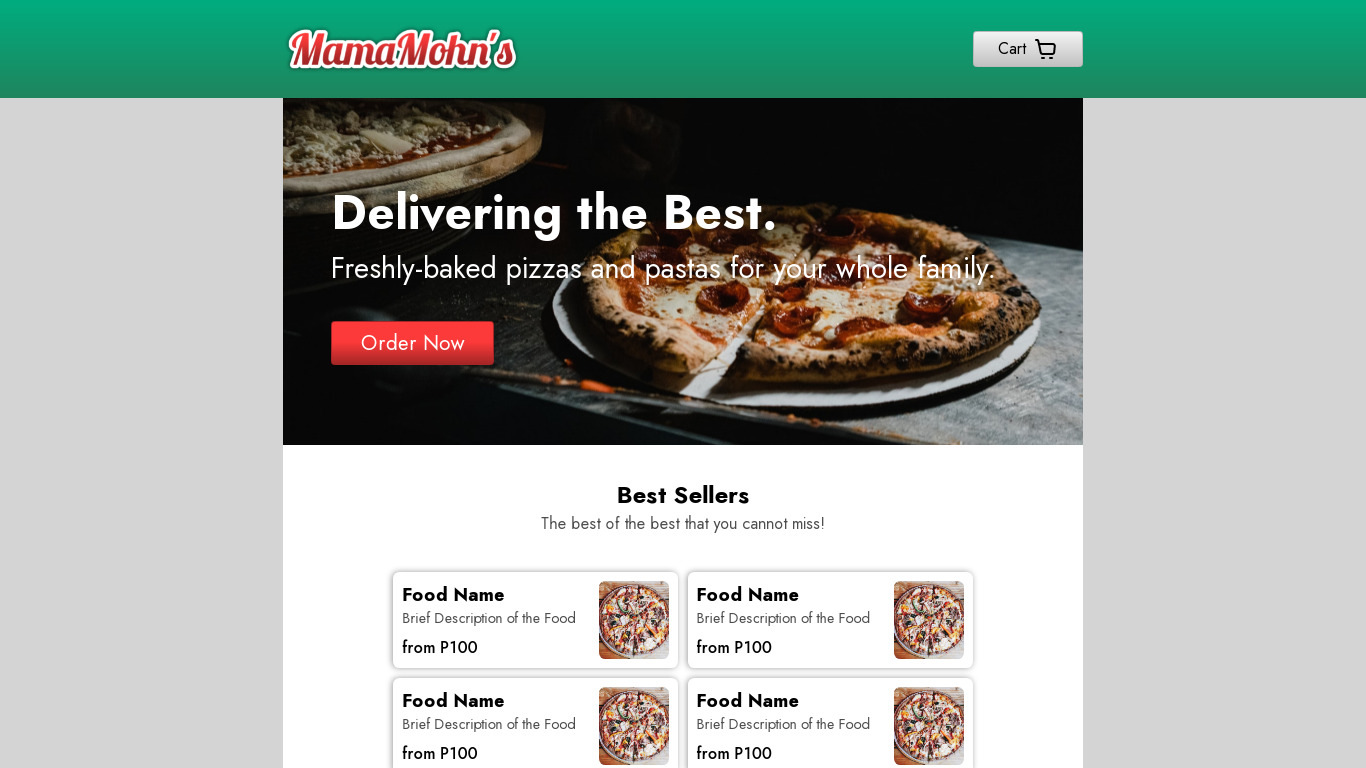 MamaMohn's
Cart
Delivering the Best.
Freshly-baked pizzas and pastas for your whole family.
Order Now
Best Sellers
The best of the best that you cannot miss!
Food Name
Brief Description of the Food
from P100
Food Name
Brief Description of the Food
from P100
Food Name
Brief Description of the Food
from P100
Food Name
Brief Description of the Food
from P100